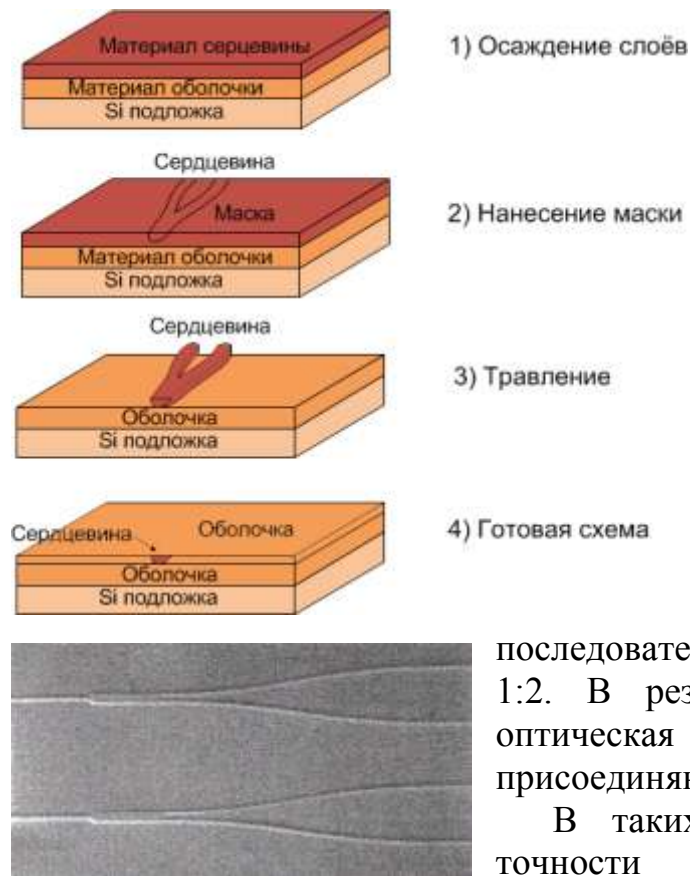 Материал серцевины
Материал оболочки
Si подложка
1) Осаждение слоёв
Сердцевина
Маска
Материал оболочки
Si подложка
2) Нанесение маски
Сердцевина
Оболочка
Si подложка
3) Травление
Сердцевина
Оболочка
Оболочка
Si подложка
4) Готовая схема
последовате
1:2. В рез
оптическая
присоединя
В таких
точности